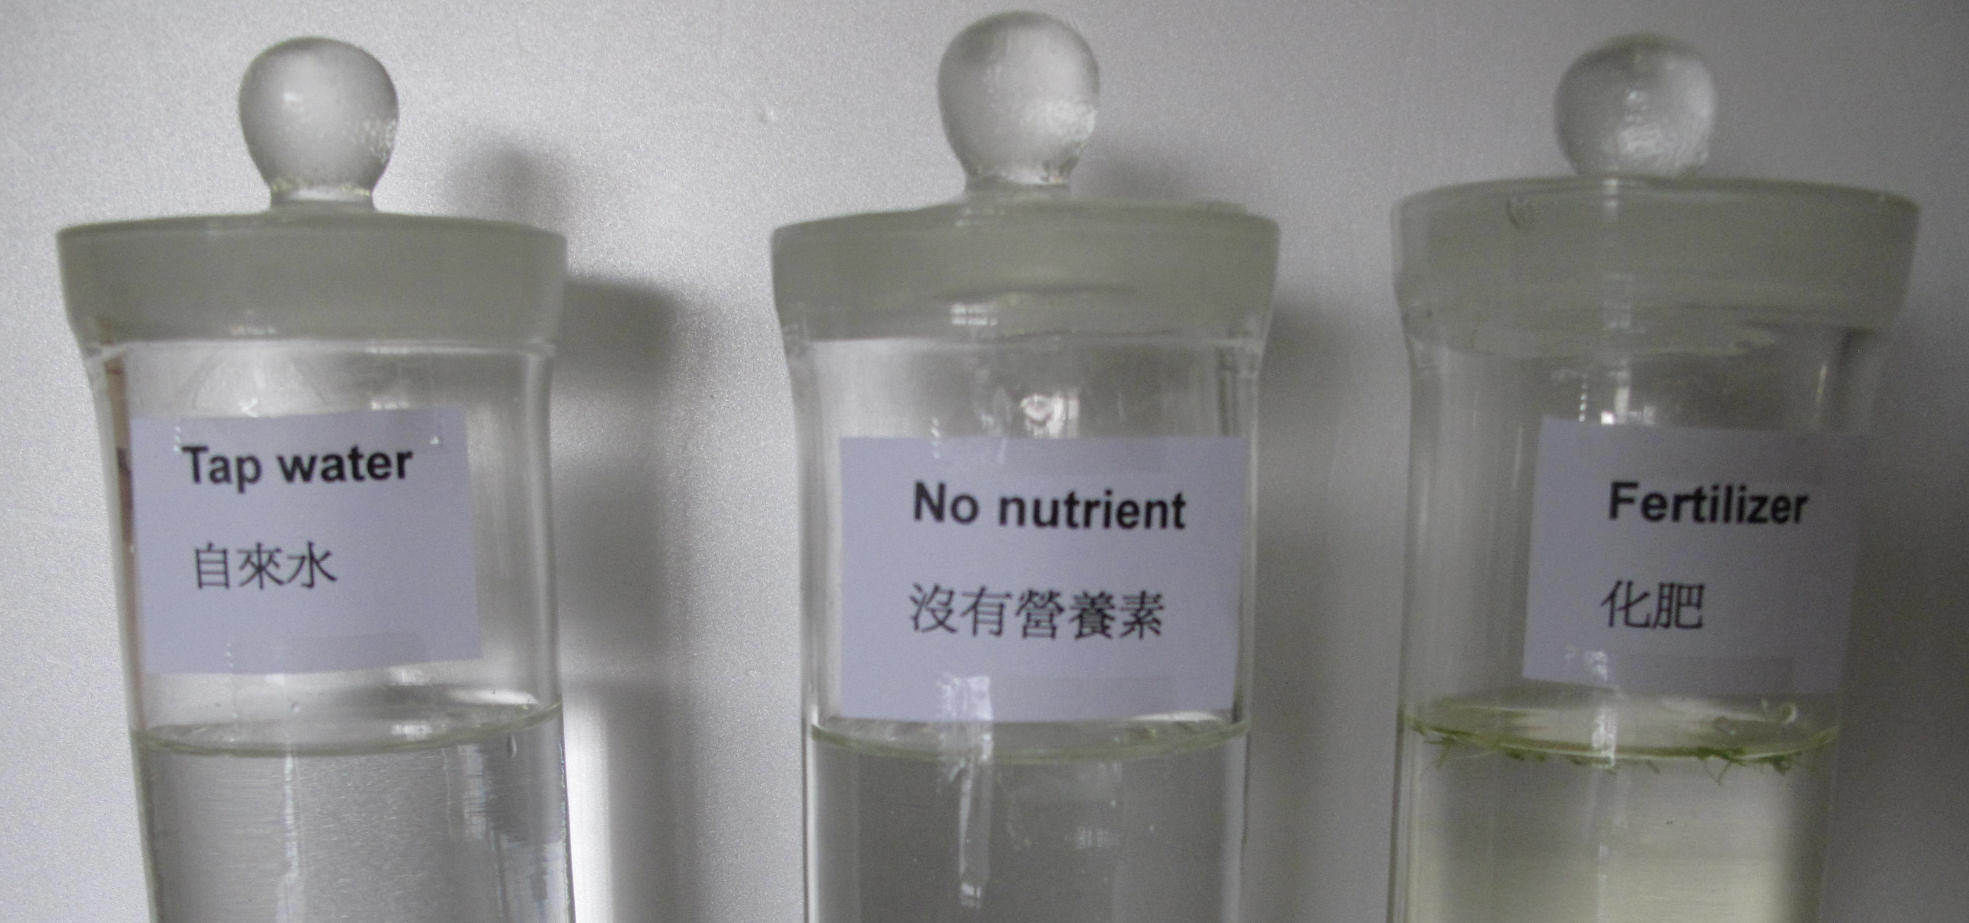 Tap water
自來水
No nutrient
沒有營養素
Fertilizer
化肥